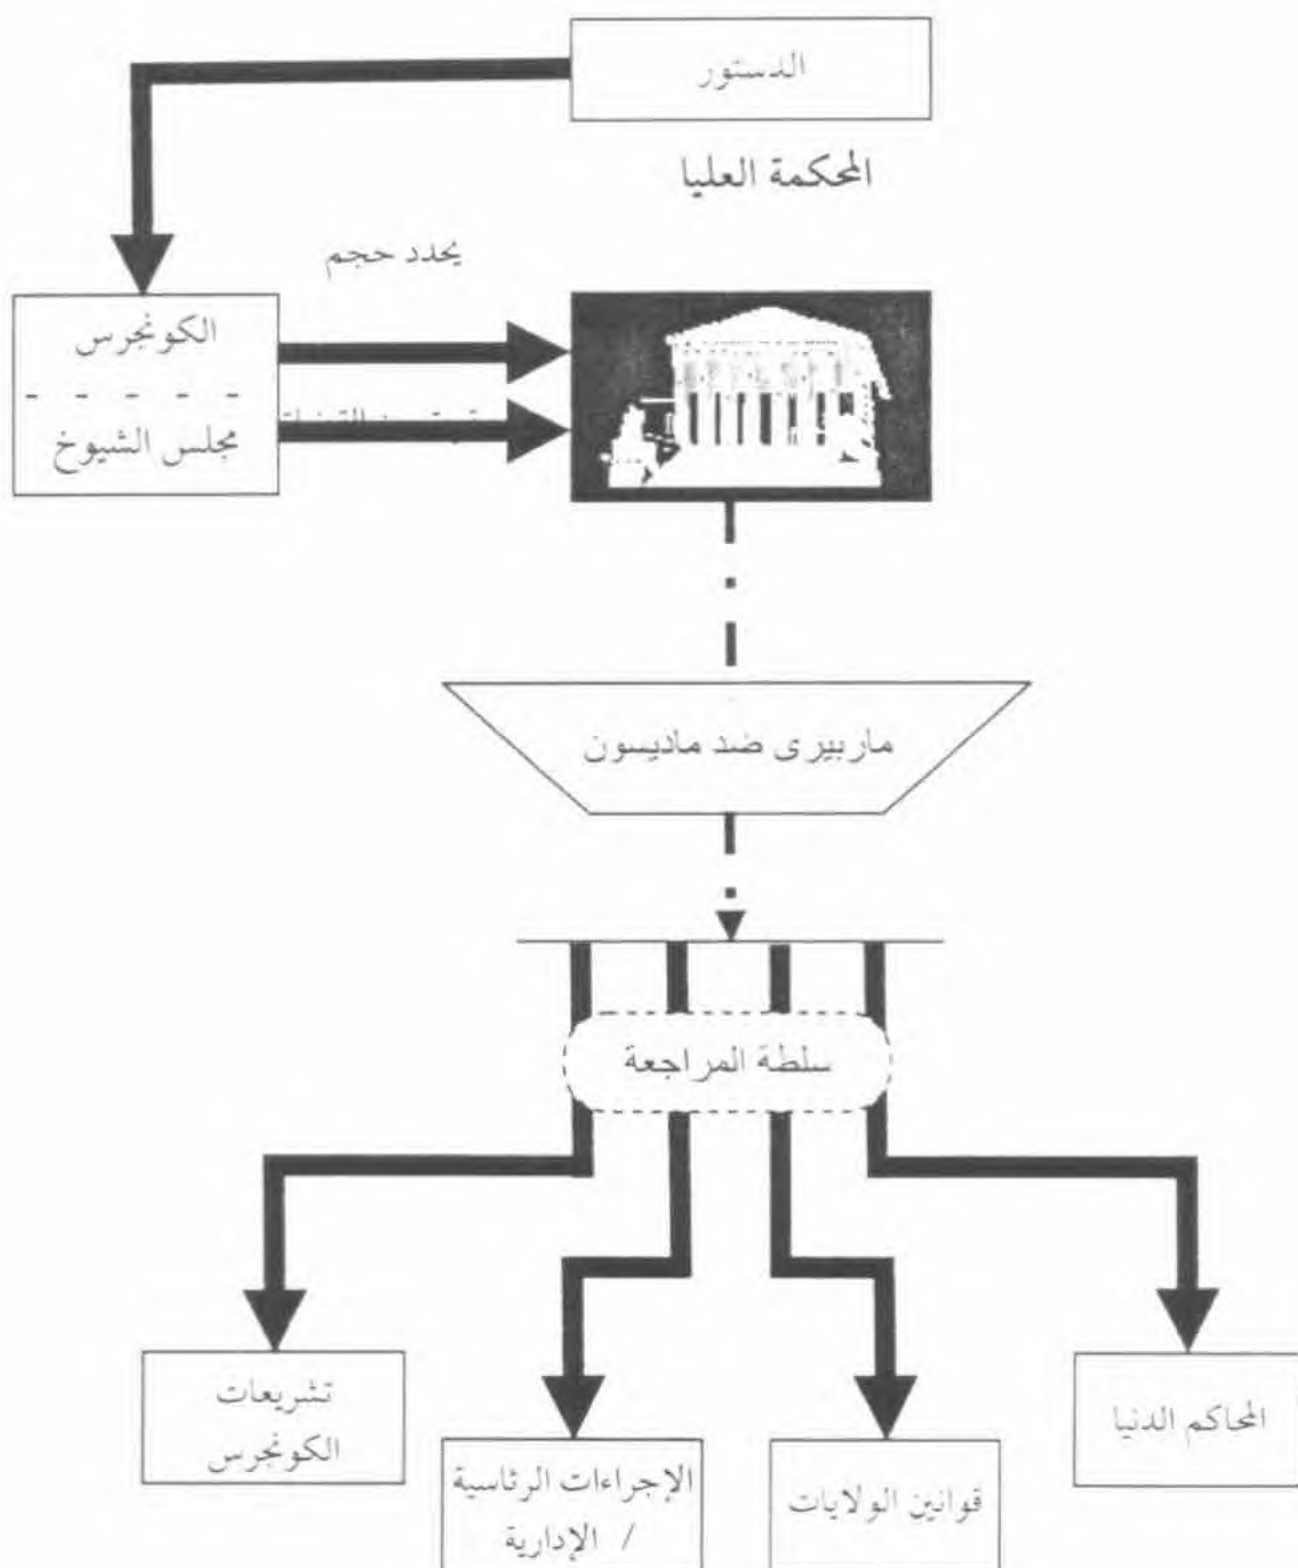 الدستور
المحكمة العليا
يحدد حجم
الكونجرس
مجلس الشيوخ
ماربيرى ضد ماديسون
سلطة المراجعة
المحاكم الدنيا
قوانين الولايات
الإجراءات الرئاسية
/ الإدارية
تشريعات
الكونجرس